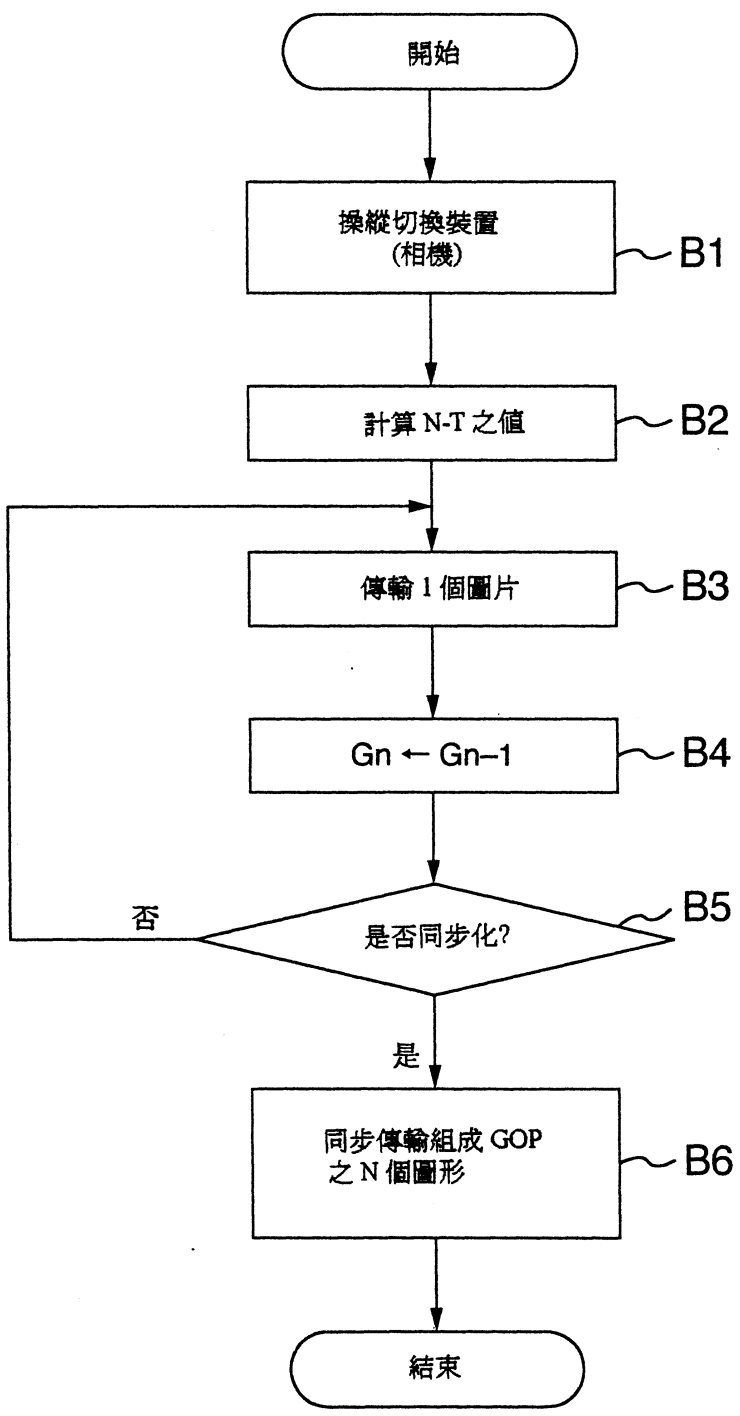 開始
操縱切換裝置
(相機)
B1
計算 N-T 之值
B2
傳輸 1 個圖片
B3
Gn ← Gn–1
B4
是否同步化?
B5
否
是
同步傳輸組成 GOP
之 N 個圖形
B6
結束